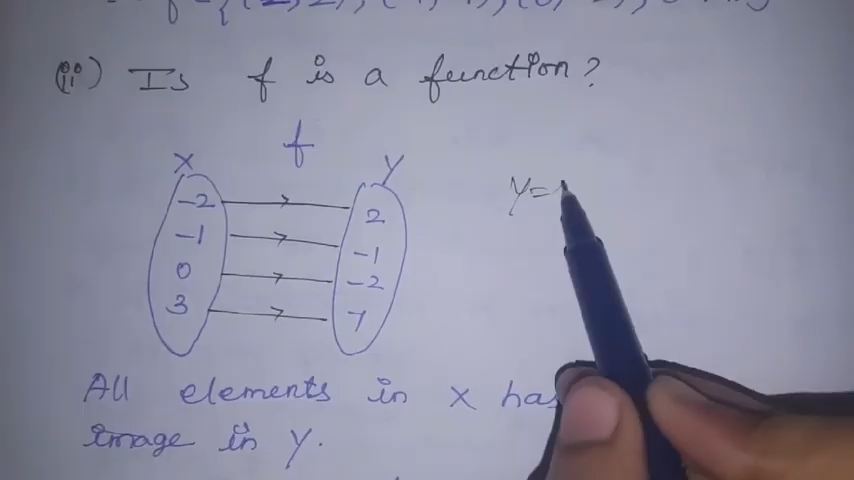 (ii) Is f is a function?
f
X Y
-2 2
-1 -1
0 -2
3 7
Y=
All elements in X has
image in Y.